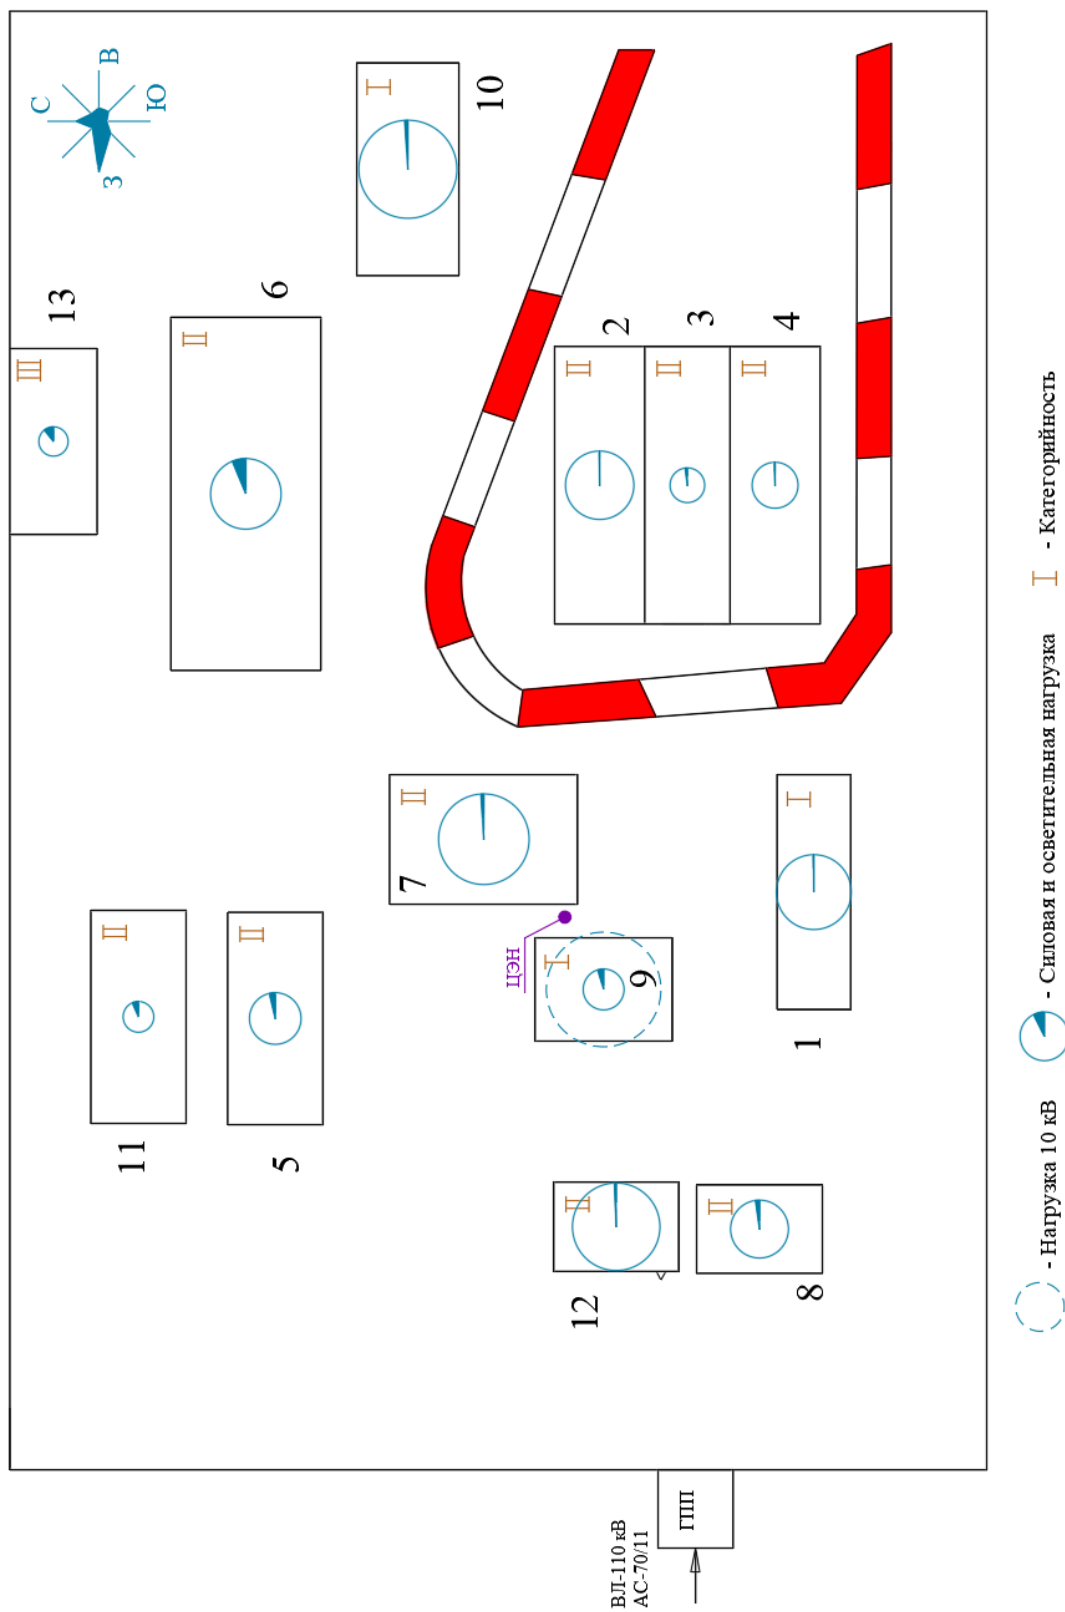 С
В
Ю
З
13
III
6
II
10
I
2
II
3
II
4
II
7
II
ЦЭН
9
I
1
I
11
II
5
II
12
II
8
II
ГПП
ВЛ-110 кВ
АС-70/11
- Нагрузка 10 кВ
- Силовая и осветительная нагрузка
I - Категорийность